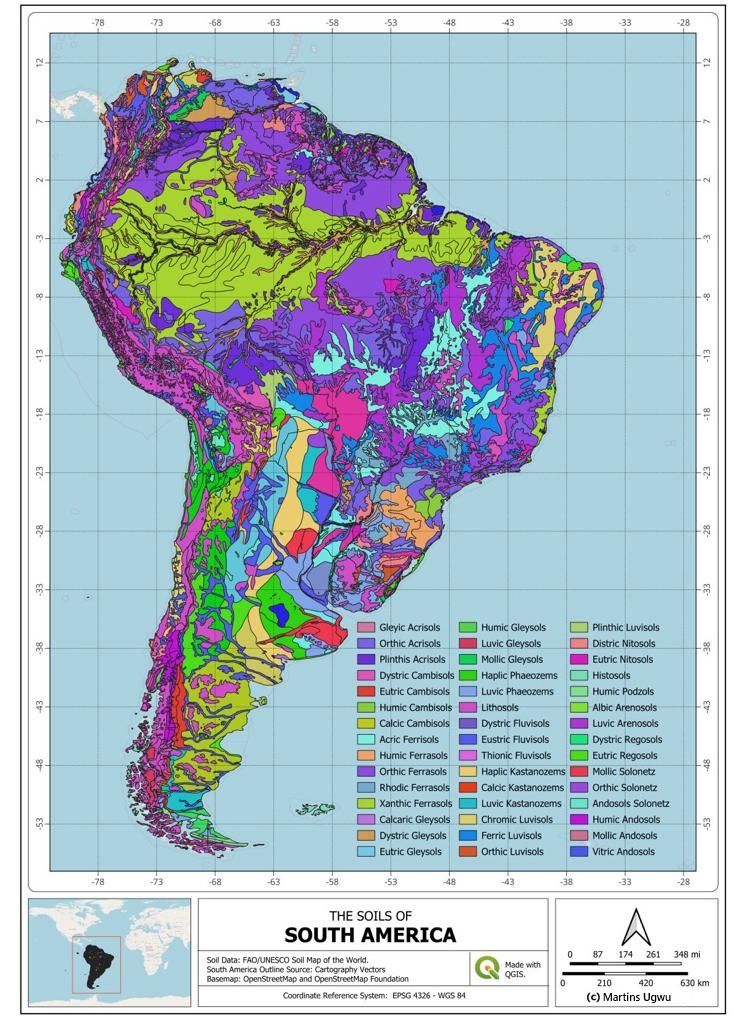 -78 -73 -68 -63 -58 -53 -48 -43 -38 -33 -28
12
7
2
-3
-8
-13
-18
-23
-28
-33
-38
-43
-48
-53
12
7
2
-3
-8
-13
-18
-23
-28
-33
-38
-43
-48
-53
Gleyic Acrisols
Orthic Acrisols
Plinthis Acrisols
Dystric Cambisols
Eutric Cambisols
Humic Cambisols
Calcic Cambisols
Acric Ferrisols
Humic Ferrasols
Orthic Ferrasols
Rhodic Ferrasols
Xanthic Ferrasols
Calcaric Gleysols
Dystric Gleysols
Eutric Gleysols
Humic Gleysols
Luvic Gleysols
Mollic Gleysols
Haplic Phaeozems
Luvic Phaeozems
Lithosols
Dystric Fluvisols
Eustric Fluvisols
Thionic Fluvisols
Haplic Kastanozems
Calcic Kastanozems
Luvic Kastanozems
Chromic Luvisols
Ferric Luvisols
Orthic Luvisols
Plinthic Luvisols
Distric Nitosols
Eutric Nitosols
Histosols
Humic Podzols
Albic Arenosols
Luvic Arenosols
Dystric Regosols
Eutric Regosols
Mollic Solonetz
Orthic Solonetz
Andosols Solonetz
Humic Andosols
Mollic Andosols
Vitric Andosols
-78 -73 -68 -63 -58 -53 -48 -43 -38 -33 -28
THE SOILS OF
SOUTH AMERICA
Soil Data: FAO/UNESCO Soil Map of the World.
South America Outline Source: Cartography Vectors
Basemap: OpenStreetMap and OpenStreetMap Foundation
Made with
QGIS.
Coordinate Reference System: EPSG 4326 - WGS 84
0 87 174 261 348 mi
0 210 420 630 km
(c) Martins Ugwu